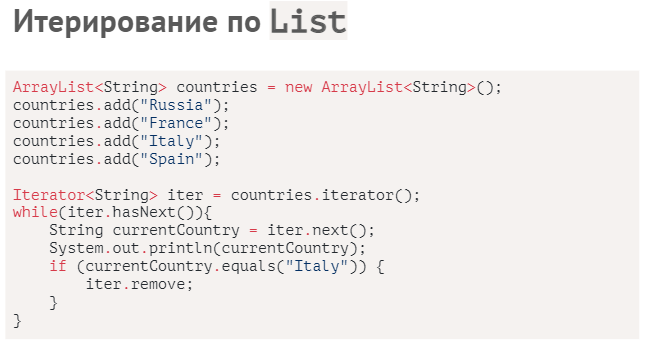 Итерирование по List
ArrayList<String> countries = new ArrayList<String>();
countries.add("Russia");
countries.add("France");
countries.add("Italy");
countries.add("Spain");
Iterator<String> iter = countries.iterator();
while(iter.hasNext()){
    String currentCountry = iter.next();
    System.out.println(currentCountry);
    if (currentCountry.equals("Italy")) {
        iter.remove;
    }
}